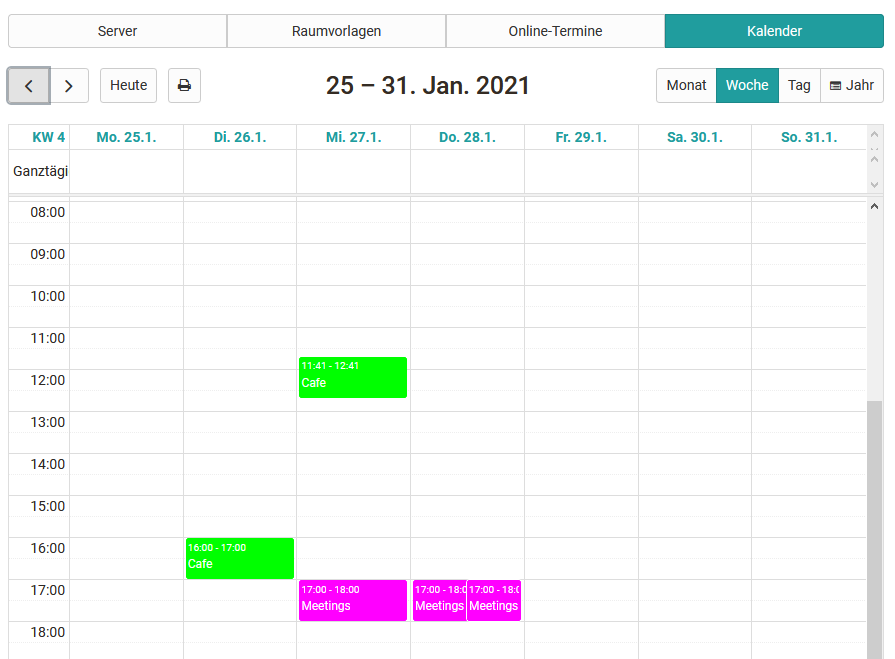 Server Raumvorlagen Online-Termine Kalender
Heute 25 – 31. Jan. 2021 Monat Woche Tag Jahr
KW 4 Mo. 25.1. Di. 26.1. Mi. 27.1. Do. 28.1. Fr. 29.1. Sa. 30.1. So. 31.1.
Ganztägi
08:00
09:00
10:00
11:00
11:41 - 12:41
Cafe
12:00
13:00
14:00
15:00
16:00
16:00 - 17:00
Cafe
17:00
17:00 - 18:00 17:00 - 18:0 17:00 - 18:0
Meetings Meetings Meetings
18:00